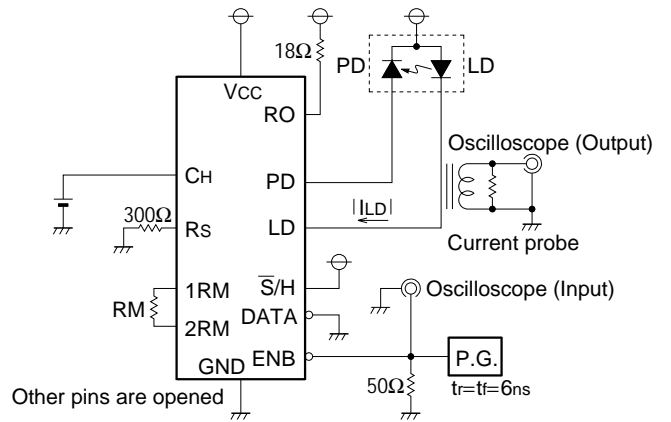 18Ω
PD
LD
VCC
RO
Oscilloscope (Output)
CH
PD
|ILD|
300Ω
RS
LD
Current probe
1RM
S̅/H
Oscilloscope (Input)
RM
DATA
2RM
ENB
P.G.
GND
50Ω
tr=tf=6ns
Other pins are opened